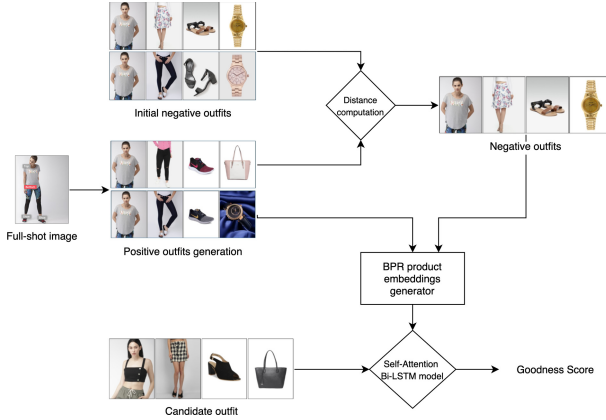 Initial negative outfits
Distance
computation
Negative outfits
Full-shot image
Positive outfits generation
BPR product
embeddings
generator
Self-Attention
Bi-LSTM model
Goodness Score
Candidate outfit